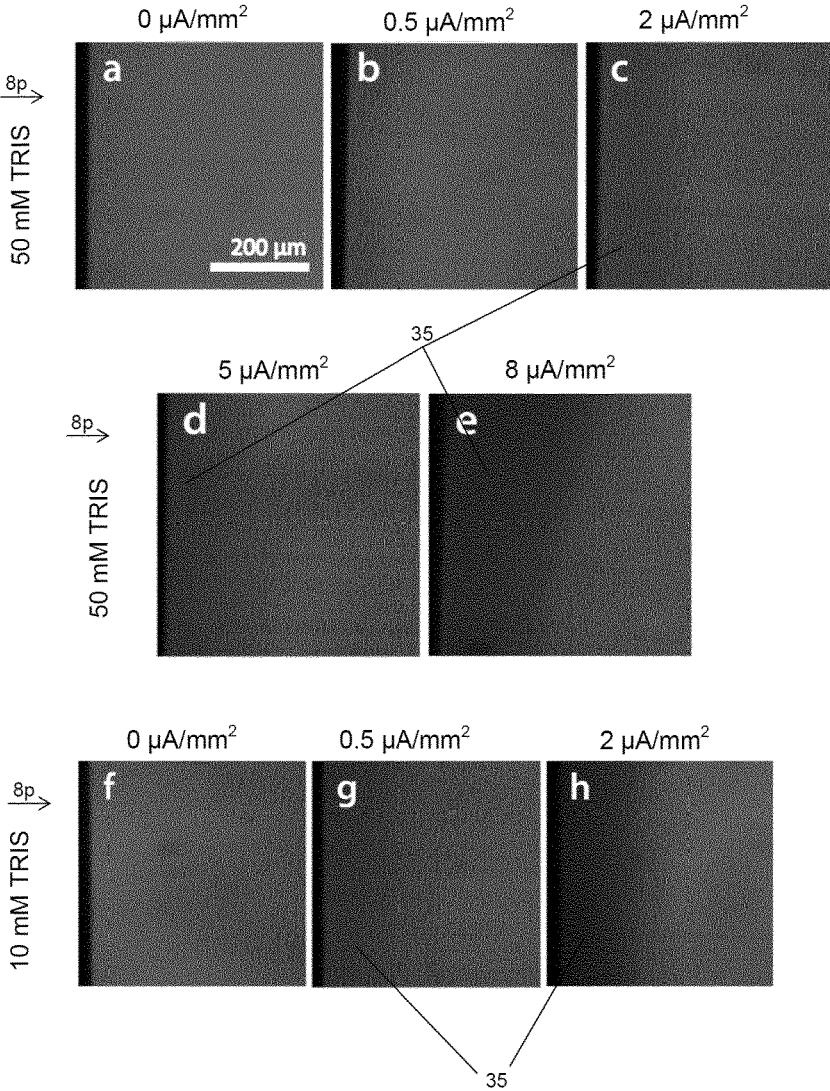 0 µA/mm²
0.5 µA/mm²
2 µA/mm²
8p
50 mM TRIS
a
b
c
200 µm
35
5 µA/mm²
8 µA/mm²
8p
50 mM TRIS
d
e
0 µA/mm²
0.5 µA/mm²
2 µA/mm²
8p
10 mM TRIS
f
g
h
35